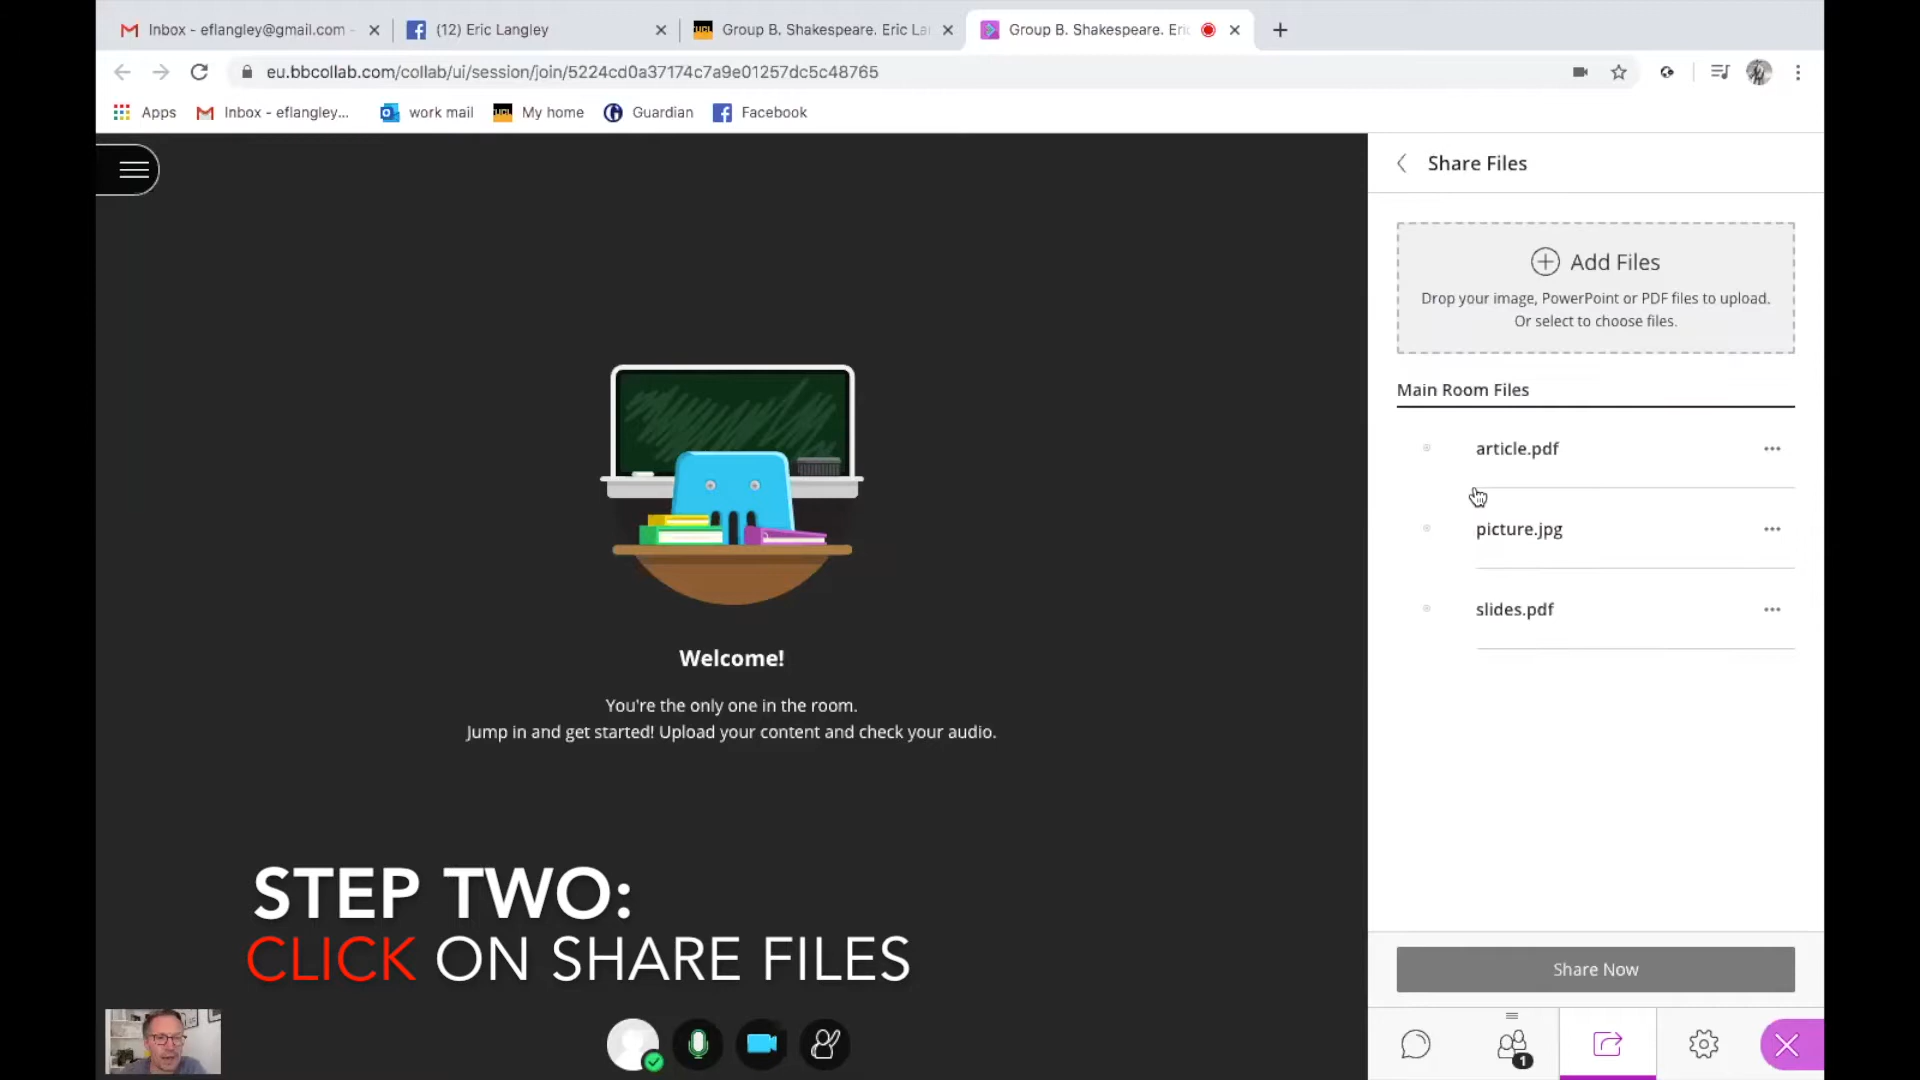 Inbox - eflangley@gmail.com -
(12) Eric Langley
Group B. Shakespeare. Eric La
Group B. Shakespeare. Eric
eu.bbcollab.com/collab/ui/session/join/5224cd0a37174c7a9e01257dc5c48765
Apps
Inbox - eflangley...
work mail
My home
Guardian
Facebook
Share Files
Add Files
Drop your image, PowerPoint or PDF files to upload.
Or select to choose files.
Main Room Files
article.pdf
picture.jpg
slides.pdf
Welcome!
You're the only one in the room.
Jump in and get started! Upload your content and check your audio.
STEP TWO:
CLICK ON SHARE FILES
Share Now
1